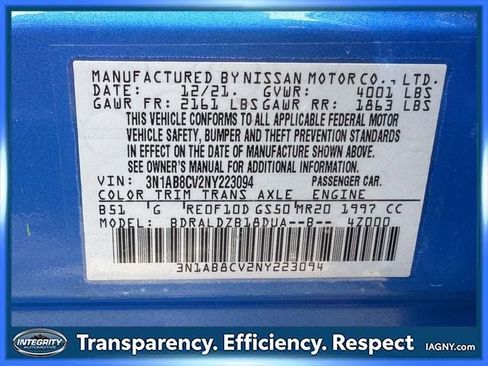 MANUFACTURED BY NISSAN MOTOR CO., LTD.
DATE: 12/21. GVWR: 4001 LBS
GAWR FR: 2161 LBS GAWR RR: 1863 LBS
THIS VEHICLE CONFORMS TO ALL APPLICABLE FEDERAL MOTOR
VEHICLE SAFETY, BUMPER AND THEFT PREVENTION STANDARDS
IN EFFECT ON THE DATE OF MANUFACTURE SHOWN ABOVE.
SEE OWNER'S MANUAL FOR ADDITIONAL INFORMATION.
VIN: 3N1AB8CV2NY223094 PASSENGER CAR.
COLOR TRIM TRANS AXLE ENGINE
B51 G RE0F10D GS50 MR20 1997 CC
MODEL: BDRALDZB18DUA--B-- 47000
3N1AB8CV2NY223094
INTEGRITY
AUTOMOTIVE
Transparency. Efficiency. Respect
IAGNY.COM